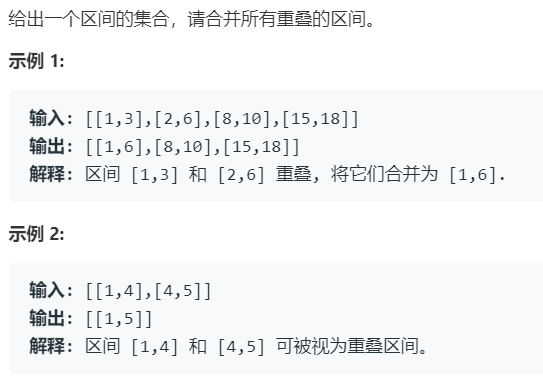 给出一个区间的集合，请合并所有重叠的区间。
示例 1:
输入: [[1,3],[2,6],[8,10],[15,18]]
输出: [[1,6],[8,10],[15,18]]
解释: 区间 [1,3] 和 [2,6] 重叠, 将它们合并为 [1,6].
示例 2:
输入: [[1,4],[4,5]]
输出: [[1,5]]
解释: 区间 [1,4] 和 [4,5] 可被视为重叠区间。